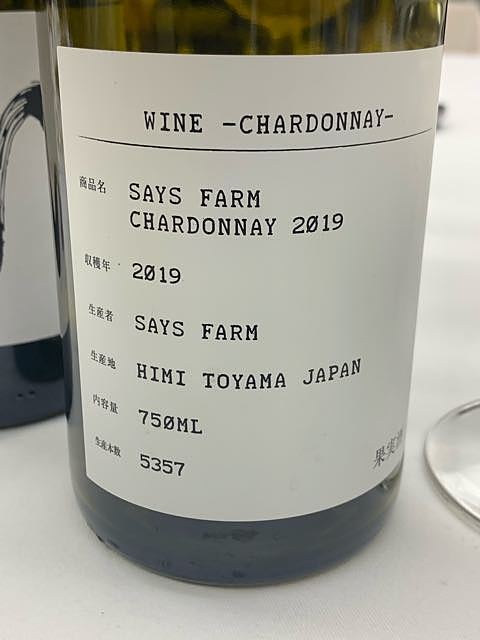 WINE -CHARDONNAY-
商品名 SAYS FARM
CHARDONNAY 2019
収穫年 2019
生産者 SAYS FARM
生産地 HIMI TOYAMA JAPAN
内容量 750ML
生産本数 5357
果実